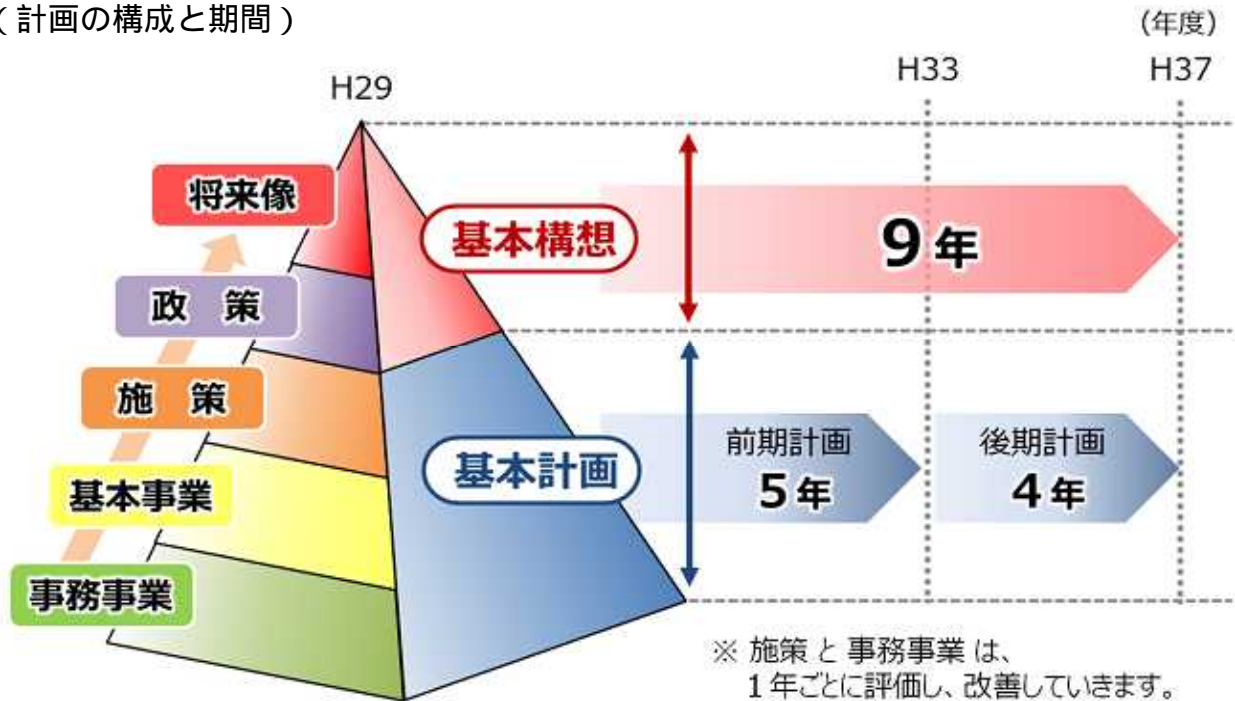 (計画の構成と期間)
(年度)
H29
H33
H37
将来像
政 策
施 策
基本事業
事務事業
基本構想
9年
基本計画
前期計画
5年
後期計画
4年
※ 施策 と 事務事業 は、
1年ごとに評価し、改善していきます。